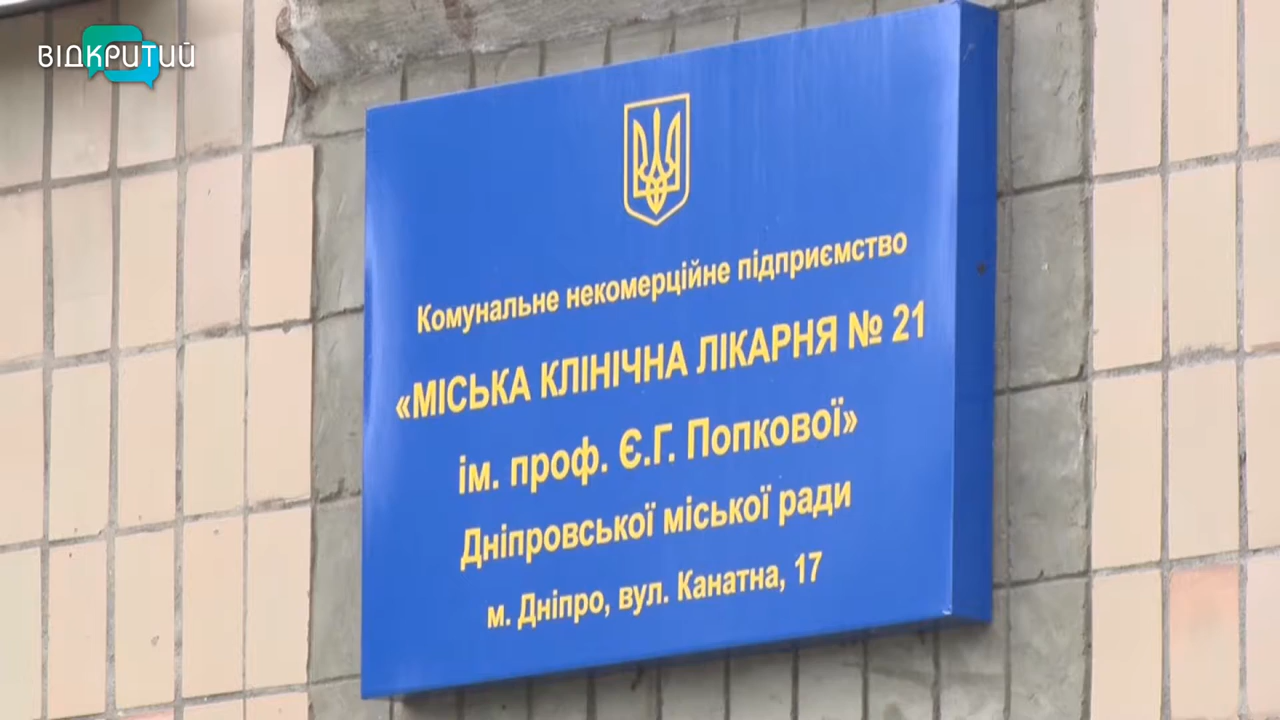 ВІДКРИТИЙ
Комунальне некомерційне підприємство
«МІСЬКА КЛІНІЧНА ЛІКАРНЯ № 21
ім. проф. Є.Г. Попкової»
Дніпровської міської ради
м. Дніпро, вул. Канатна, 17